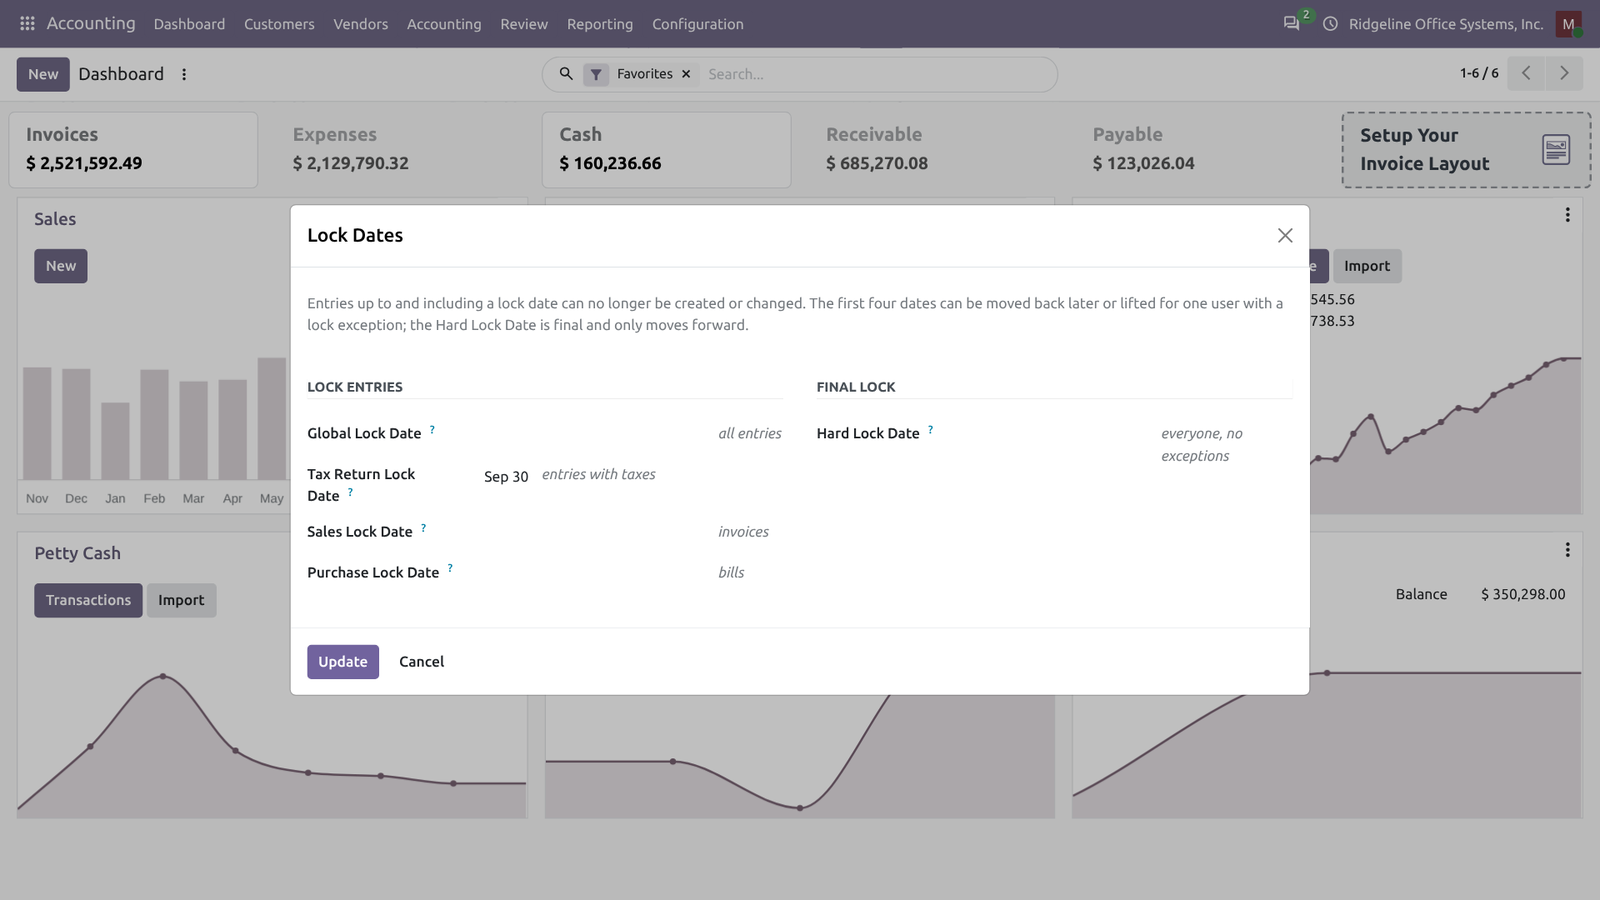 Accounting Dashboard Customers Vendors Accounting Review Reporting Configuration 2 Ridgeline Office Systems, Inc. M
New Dashboard Favorites × Search... 1-6 / 6
Invoices Expenses Cash Receivable Payable Setup Your
$ 2,521,592.49 $ 2,129,790.32 $ 160,236.66 $ 685,270.08 $ 123,026.04 Invoice Layout
Sales
New
e Import
545.56
738.53
Nov Dec Jan Feb Mar Apr May
Lock Dates
Entries up to and including a lock date can no longer be created or changed. The first four dates can be moved back later or lifted for one user with a
lock exception; the Hard Lock Date is final and only moves forward.
LOCK ENTRIES
Global Lock Date ? all entries
Tax Return Lock
Date ? Sep 30 entries with taxes
Sales Lock Date ? invoices
Purchase Lock Date ? bills
FINAL LOCK
Hard Lock Date ? everyone, no
exceptions
Update Cancel
Petty Cash
Transactions Import
Balance $ 350,298.00